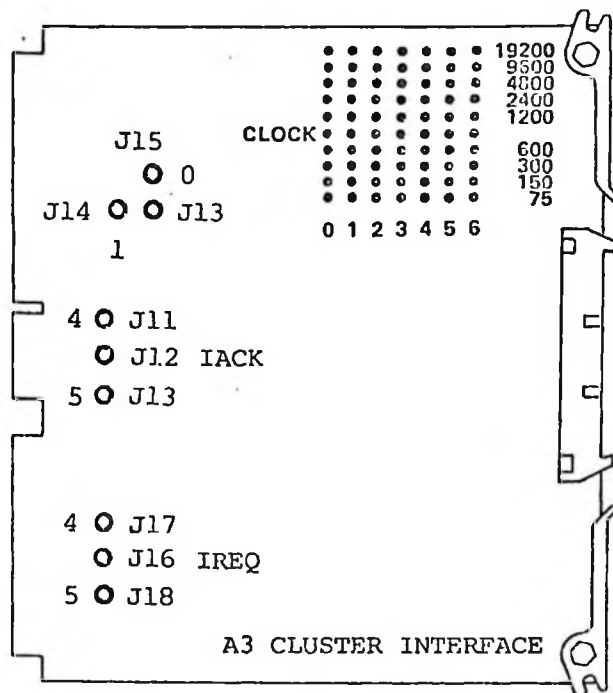 19200
9600
4800
2400
1200
CLOCK
600
300
150
75
0 1 2 3 4 5 6
J15
0
J14 J13
1
4 J11
J12 IACK
5 J13
4 J17
J16 IREQ
5 J18
A3 CLUSTER INTERFACE